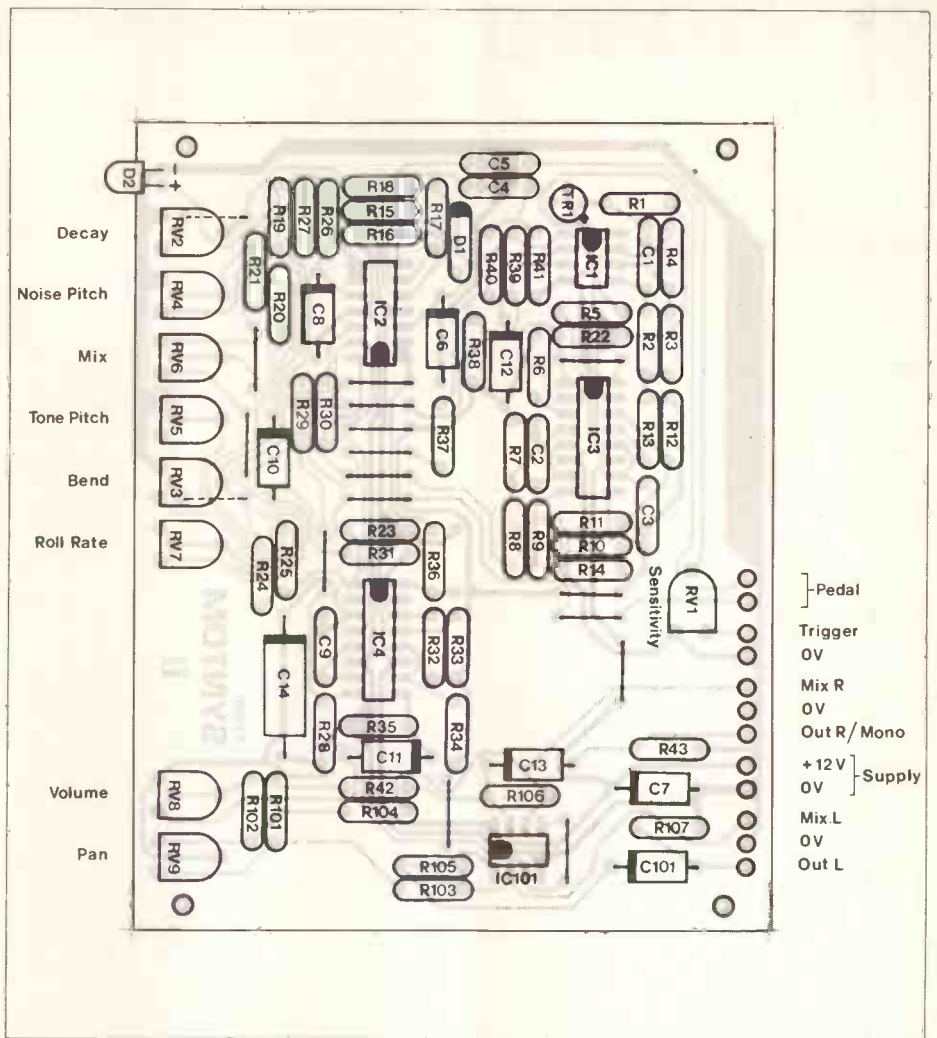 D2
-
+
Decay
RV2
Noise Pitch
RV4
Mix
RV6
Tone Pitch
RV5
Bend
RV3
Roll Rate
RV7
Volume
RV8
Pan
RV9
C5
C4
R18
R15
R16
R19
R27
R26
R17
D1
TR1
R1
R21
R20
C8
IC2
C6
R38
R40
R39
R41
IC1
C1
R4
R5
R22
C12
R6
R2
R3
R29
R30
C10
R37
R7
C2
IC3
R13
R12
R24
R25
R23
R31
R36
R8
R9
R11
R10
R14
C3
Sensitivity
RV1
C14
C9
IC4
R32
R33
R28
R35
C11
R34
R42
R104
R102
R101
C13
R106
R43
C7
R107
R105
R103
IC101
C101
SYNTOM
II
Pedal
Trigger
0V
Mix R
0V
Out R/Mono
+12V
0V
Supply
Mix.L
0V
Out L